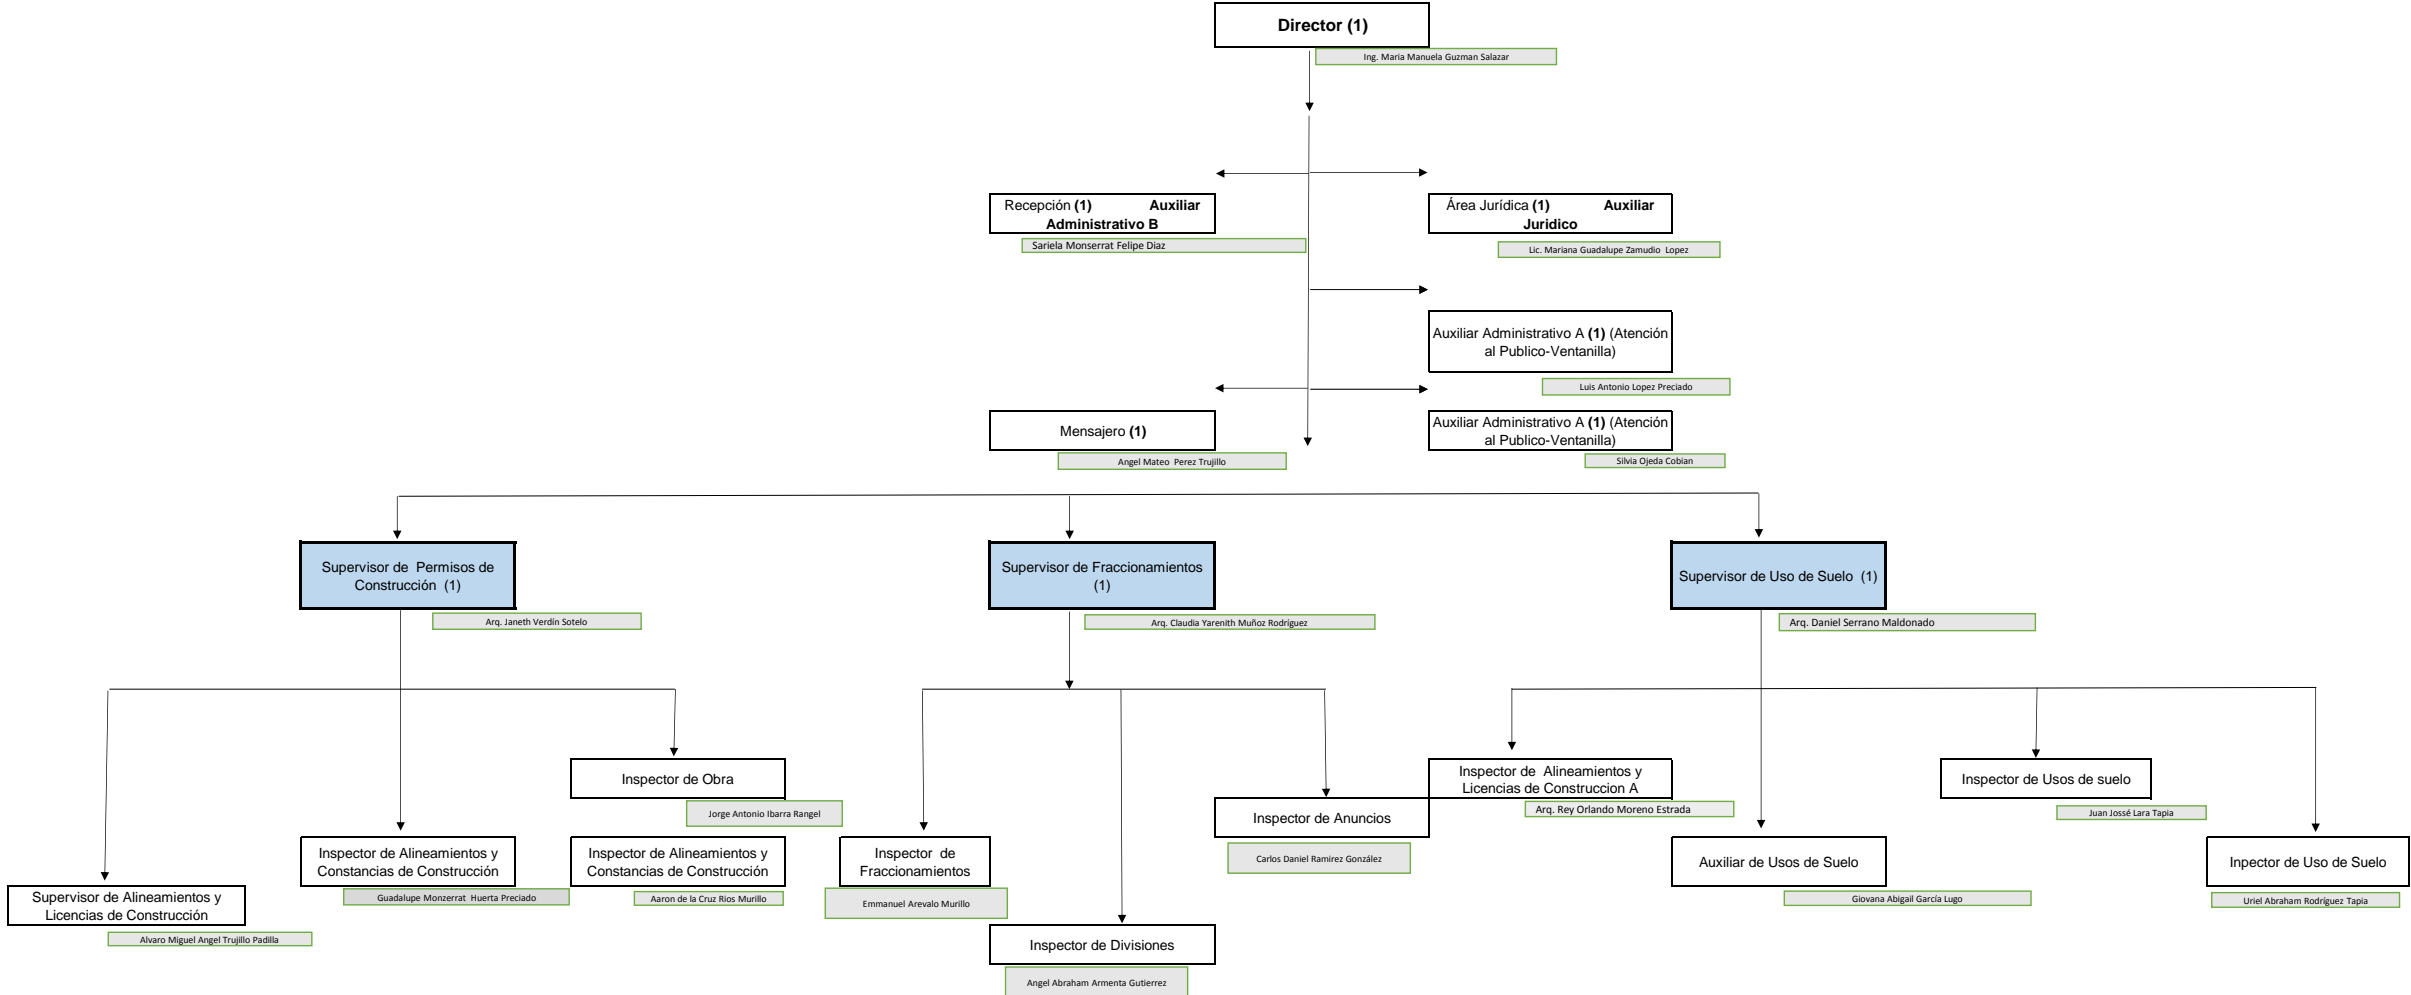 Director (1)
Ing. Maria Manuela Guzman Salazar
Recepción (1) Auxiliar
Administrativo B
Sariela Monserrat Felipe Diaz
Área Jurídica (1) Auxiliar
Juridico
Lic. Mariana Guadalupe Zamudio Lopez
Auxiliar Administrativo A (1) (Atención
al Publico-Ventanilla)
Luis Antonio Lopez Preciado
Mensajero (1)
Angel Mateo Perez Trujillo
Auxiliar Administrativo A (1) (Atención
al Publico-Ventanilla)
Silvia Ojeda Cobian
Supervisor de Permisos de
Construcción (1)
Arq. Janeth Verdín Sotelo
Supervisor de Fraccionamientos
(1)
Arq. Claudia Yarenith Muñoz Rodríguez
Supervisor de Uso de Suelo (1)
Arq. Daniel Serrano Maldonado
Supervisor de Alineamientos y
Licencias de Construcción
Alvaro Miguel Angel Trujillo Padilla
Inspector de Alineamientos y
Constancias de Construcción
Guadalupe Monzerrat Huerta Preciado
Inspector de Obra
Jorge Antonio Ibarra Rangel
Inspector de Alineamientos y
Constancias de Construcción
Aaron de la Cruz Rios Murillo
Inspector de
Fraccionamientos
Emmanuel Arevalo Murillo
Inspector de Divisiones
Angel Abraham Armenta Gutierrez
Inspector de Anuncios
Carlos Daniel Ramirez González
Inspector de Alineamientos y
Licencias de Construccion A
Arq. Rey Orlando Moreno Estrada
Auxiliar de Usos de Suelo
Giovana Abigail García Lugo
Inspector de Usos de suelo
Juan Jossé Lara Tapia
Inpector de Uso de Suelo
Uriel Abraham Rodríguez Tapia